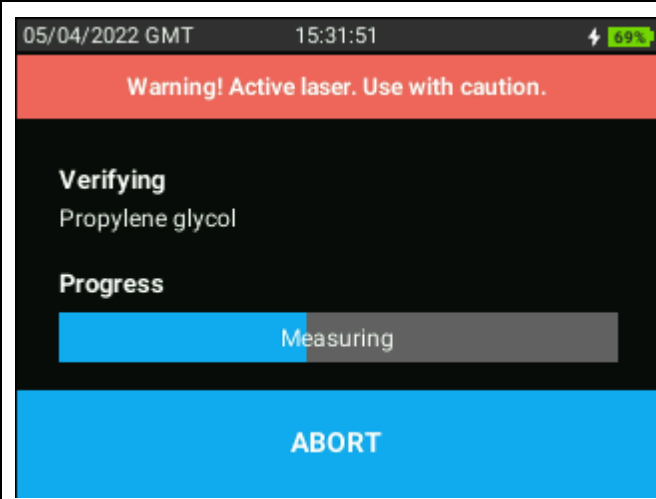 05/04/2022 GMT 15:31:51 69%
Warning! Active laser. Use with caution.
Verifying
Propylene glycol
Progress
Measuring
ABORT